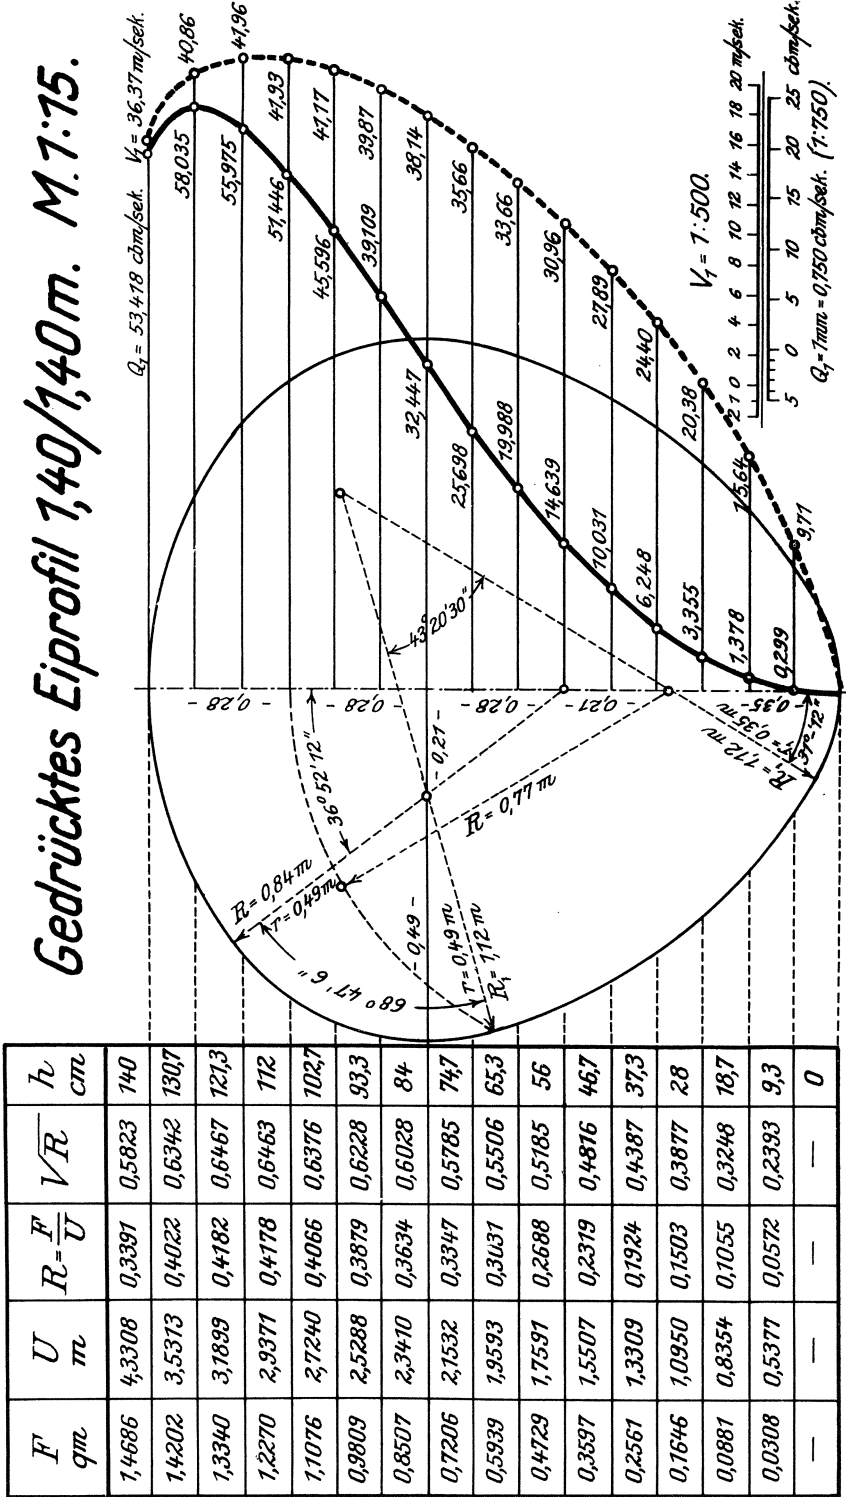 Gedrücktes Eiprofil 1,40/1,40 m. M. 1:15.
F qm U m R = F/U √R h cm
1,4686 4,3308 0,3391 0,5823 140
1,4202 3,5313 0,4022 0,6342 130,7
1,3340 3,1899 0,4182 0,6467 121,3
1,2270 2,9371 0,4178 0,6463 112
1,1076 2,7240 0,4066 0,6376 102,7
0,9809 2,5288 0,3879 0,6228 93,3
0,8507 2,3410 0,3634 0,6028 84
0,7206 2,1532 0,3347 0,5785 74,7
0,5939 1,9593 0,3031 0,5506 65,3
0,4729 1,7591 0,2688 0,5185 56
0,3597 1,5507 0,2319 0,4816 46,7
0,2561 1,3309 0,1924 0,4387 37,3
0,1646 1,0950 0,1503 0,3877 28
0,0881 0,8354 0,1055 0,3248 18,7
0,0308 0,5377 0,0572 0,2393 9,3
— — — — 0
Q₁ = 53,418 cbm/sek. V₁ = 36,37 m/sek.
58,035 40,86
55,975 41,96
51,446 41,93
45,596 41,17
39,109 39,87
32,447 38,14
25,698 35,66
19,988 33,66
14,639 30,96
10,031 27,89
6,248 24,40
3,355 20,38
1,378 15,64
0,299 9,71
R = 0,84 m
r = 0,49 m
68° 47' 6"
36° 52' 12"
43° 20' 30"
- 0,28 -
- 0,28 -
- 0,28 -
- 0,21 -
- 0,35 -
- 0,49 -
- 0,21 -
r = 0,49 m
R₁ = 1,12 m
R = 0,77 m
R₁ = 1,12 m
r₁ = 0,35 m
31°-12"
V₁ = 1:500.
2 1 0 2 4 6 8 10 12 14 16 18 20 m/sek.
5 0 5 10 15 20 25 cbm/sek.
Q₁ = 1mm = 0,750 cbm/sek. (1:750).